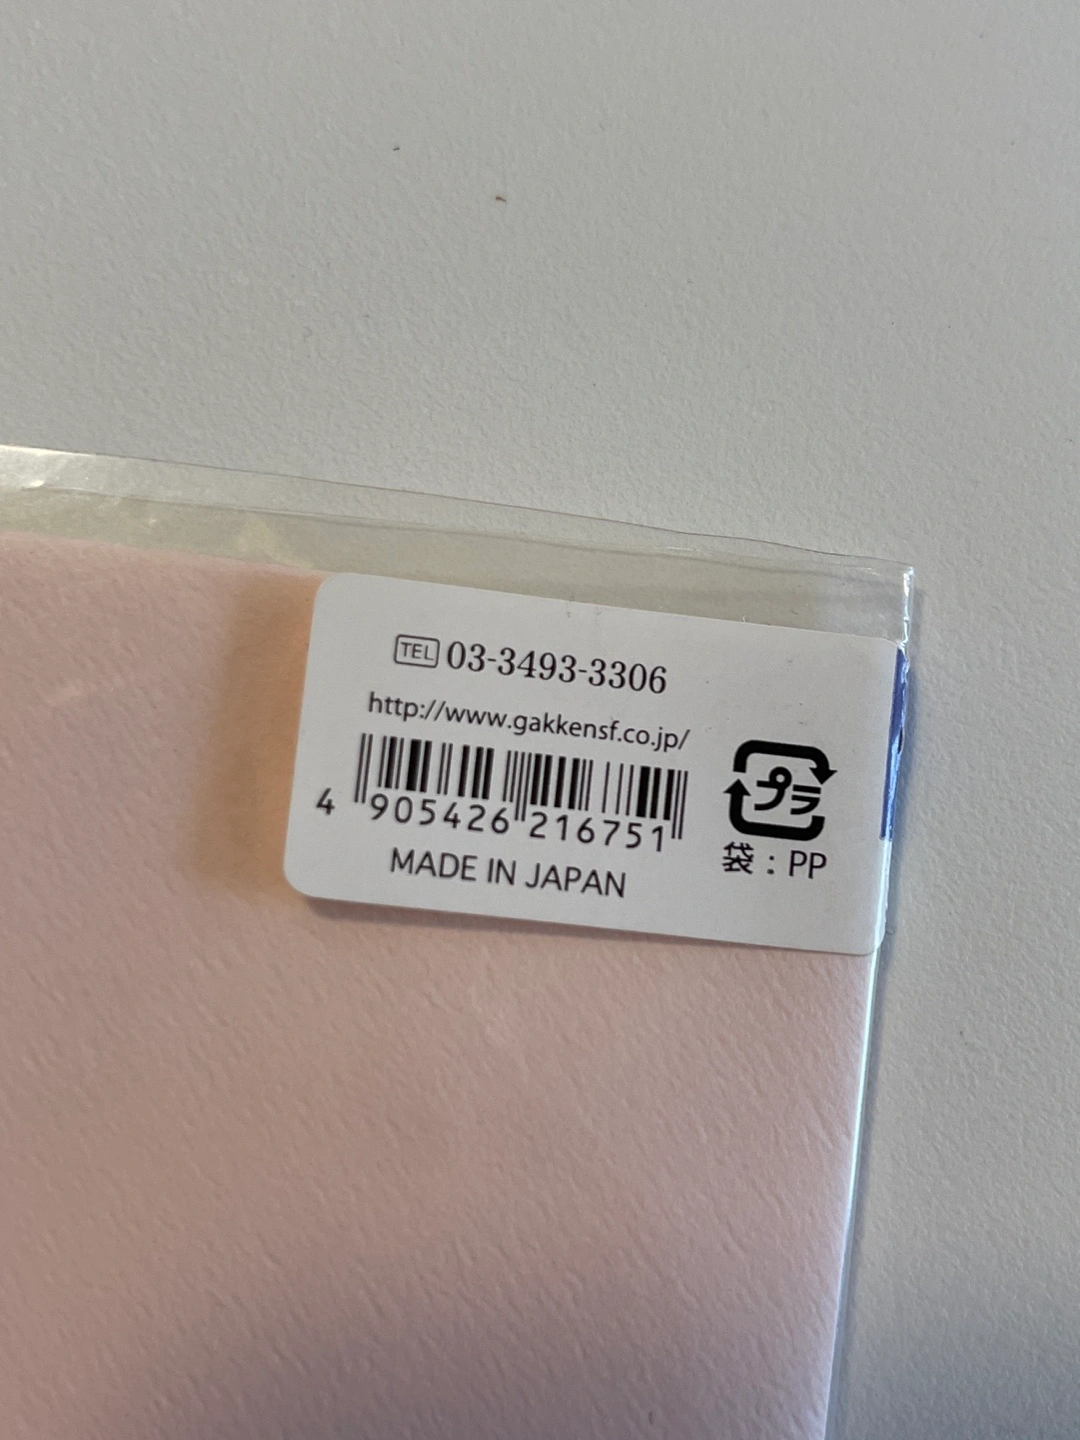 TEL 03-3493-3306
http://www.gakkensf.co.jp/
4 905426 216751
MADE IN JAPAN
プラ
袋：PP